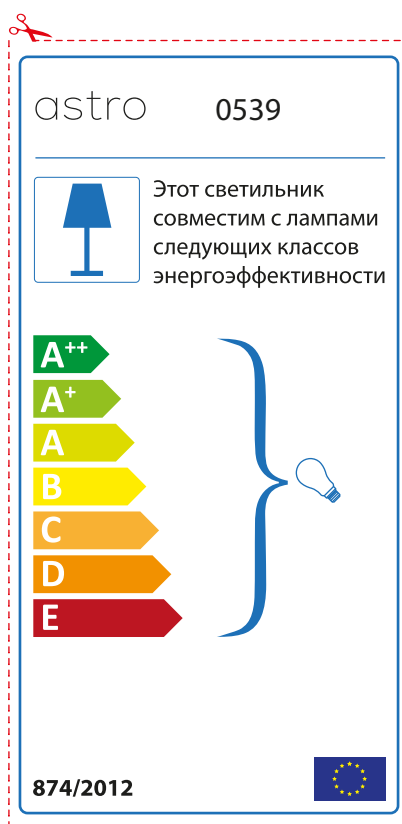 astro 0539
Этот светильник
совместим с лампами
следующих классов
энергоэффективности
A++
A+
A
B
C
D
E
874/2012